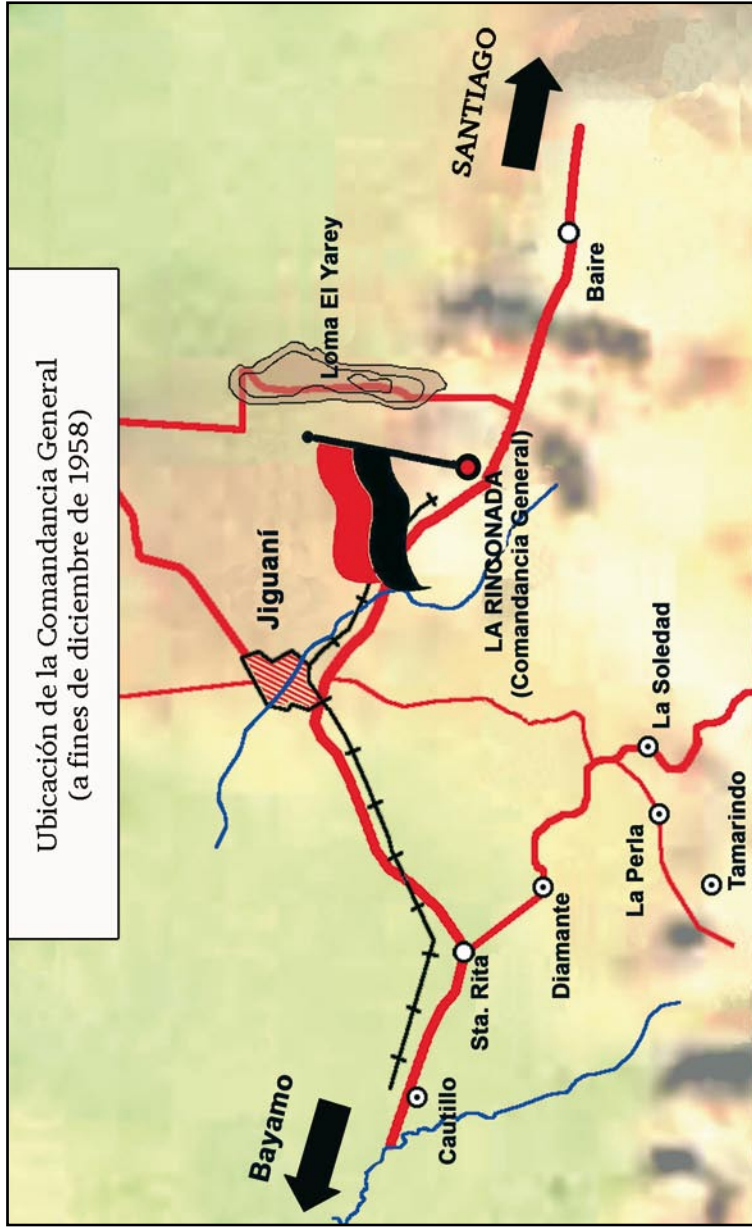 Ubicación de la Comandancia General
(a fines de diciembre de 1958)
Bayamo
SANTIAGO
Jiguaní
Loma El Yarey
Cautillo
Sta. Rita
LA RINCONADA
(Comandancia General)
Baire
Diamante
La Soledad
La Perla
Tamarindo